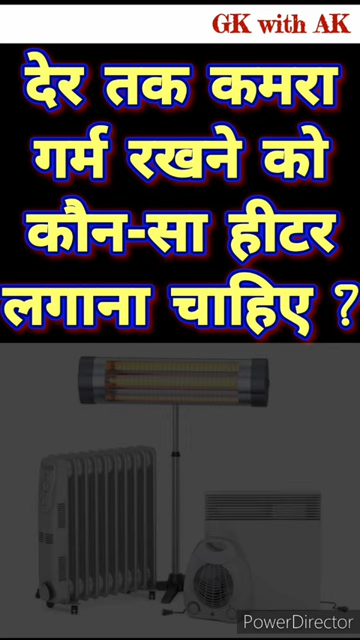 GK with AK
देर तक कमरा
गर्म रखने को
कौन-सा हीटर
लगाना चाहिए ?
PowerDirector